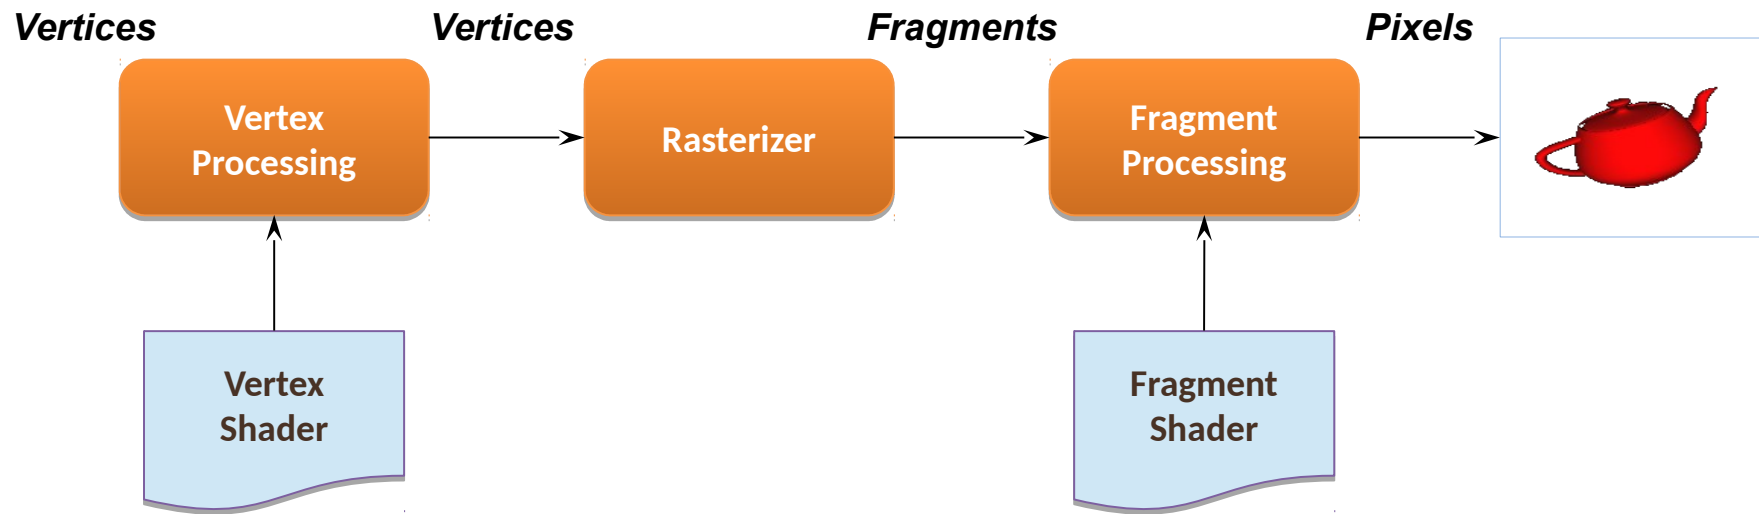 Vertices
Vertices
Fragments
Pixels
Vertex
Processing
Rasterizer
Fragment
Processing
Vertex
Shader
Fragment
Shader